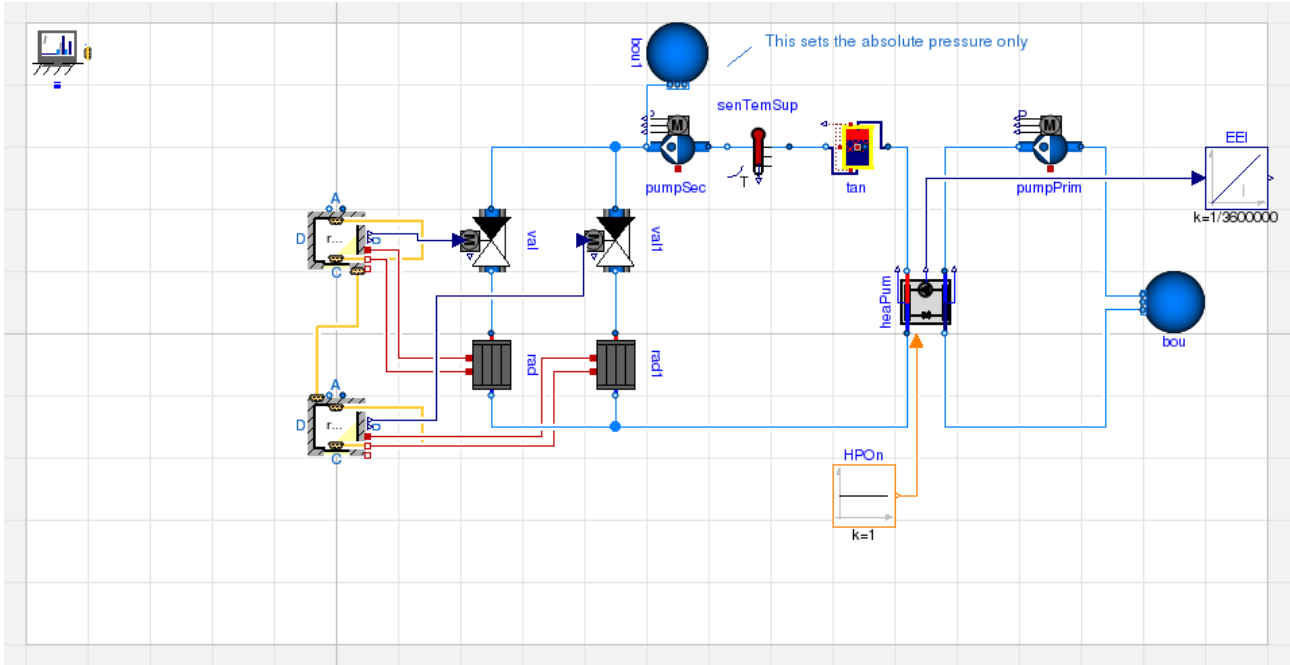 This sets the absolute pressure only
bou1
senTemSup
M
M
EEI
T
pumpSec
tan
pumpPrim
k=1/3600000
A
D
r...
C
val
val1
heaPum
bou
rad
rad1
A
D
r...
C
HPOn
k=1